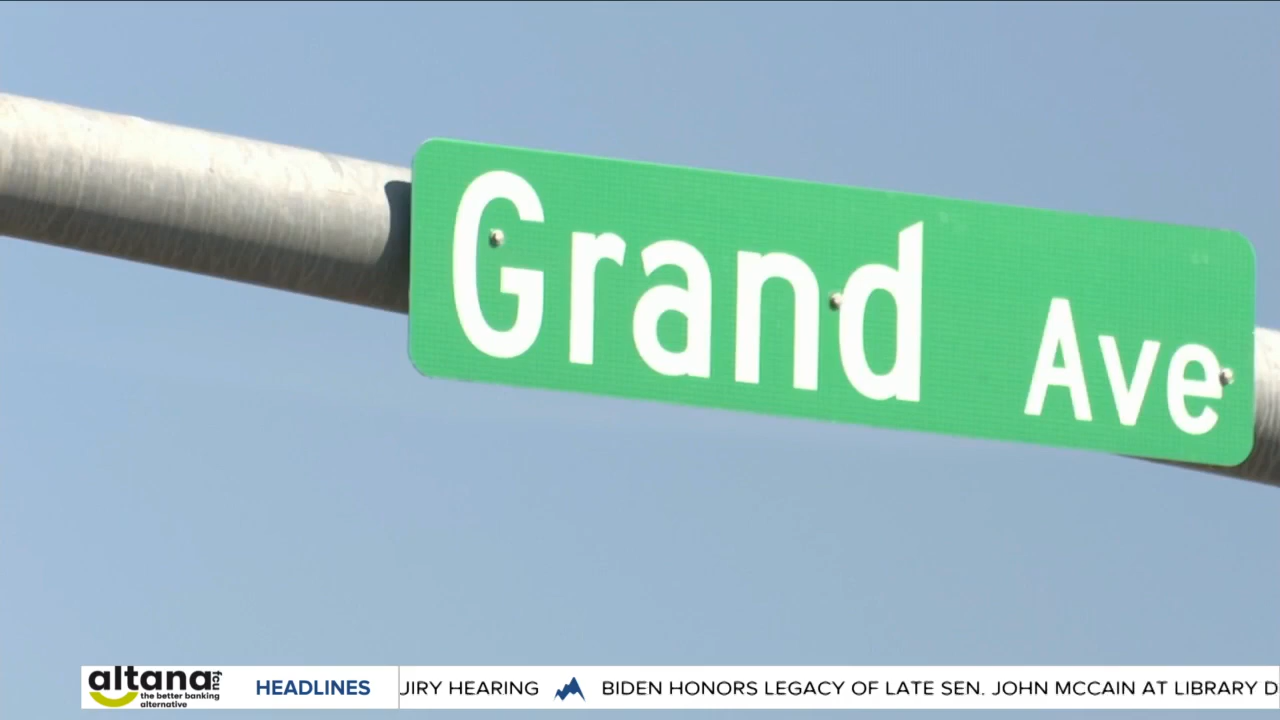 Grand Ave
altana fcu
the better banking
alternative
HEADLINES
JIRY HEARING
BIDEN HONORS LEGACY OF LATE SEN. JOHN MCCAIN AT LIBRARY D